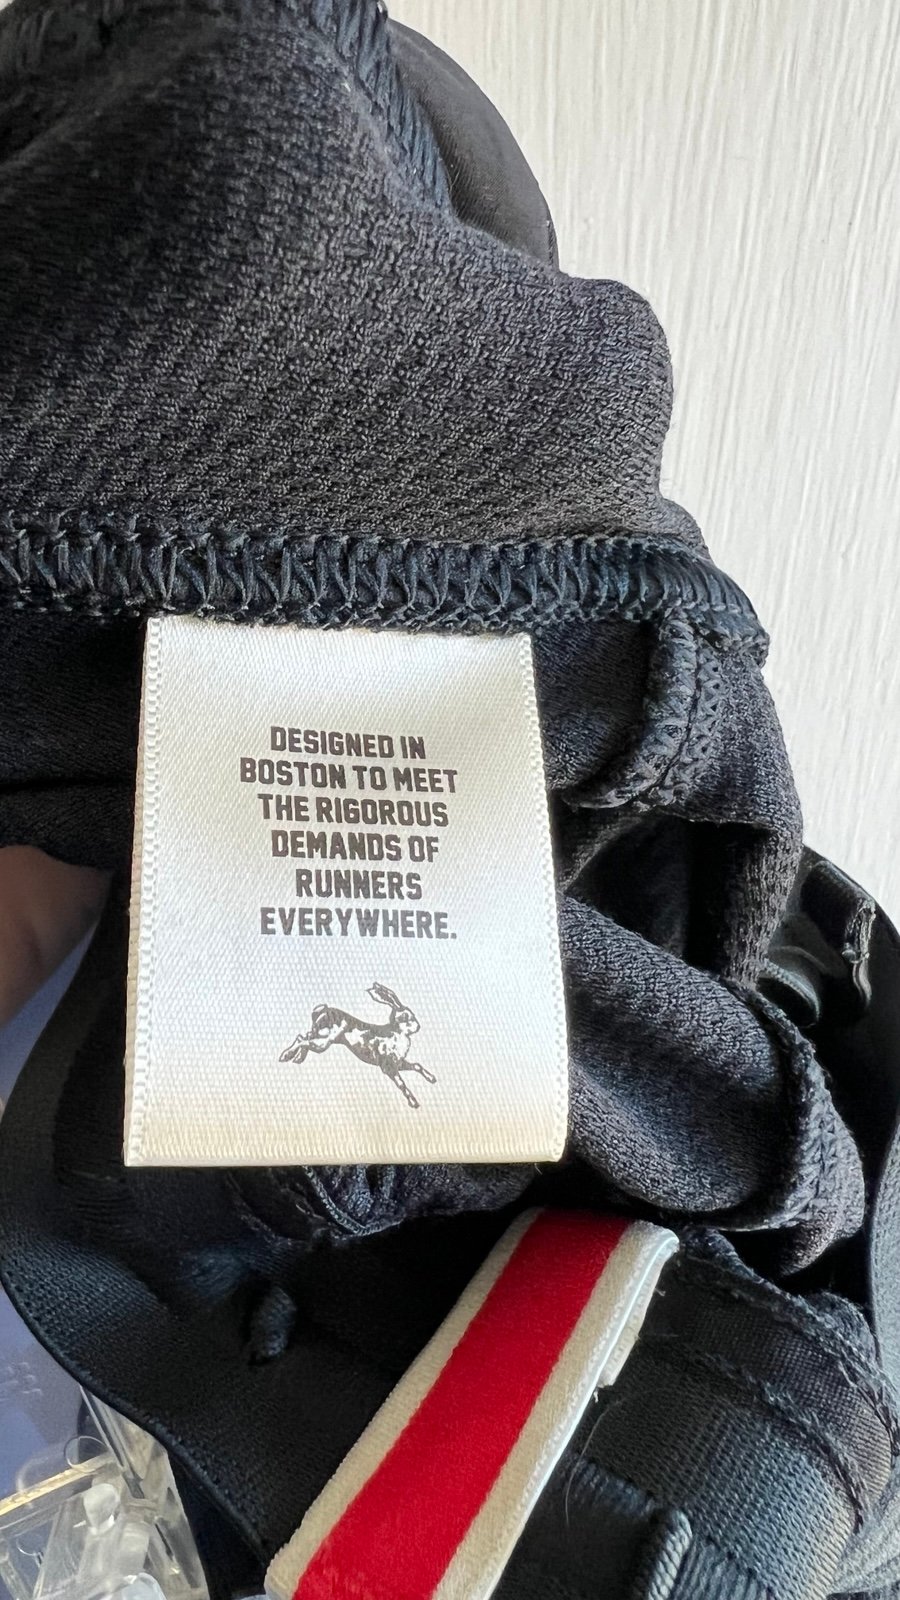 DESIGNED IN
BOSTON TO MEET
THE RIGOROUS
DEMANDS OF
RUNNERS
EVERYWHERE.